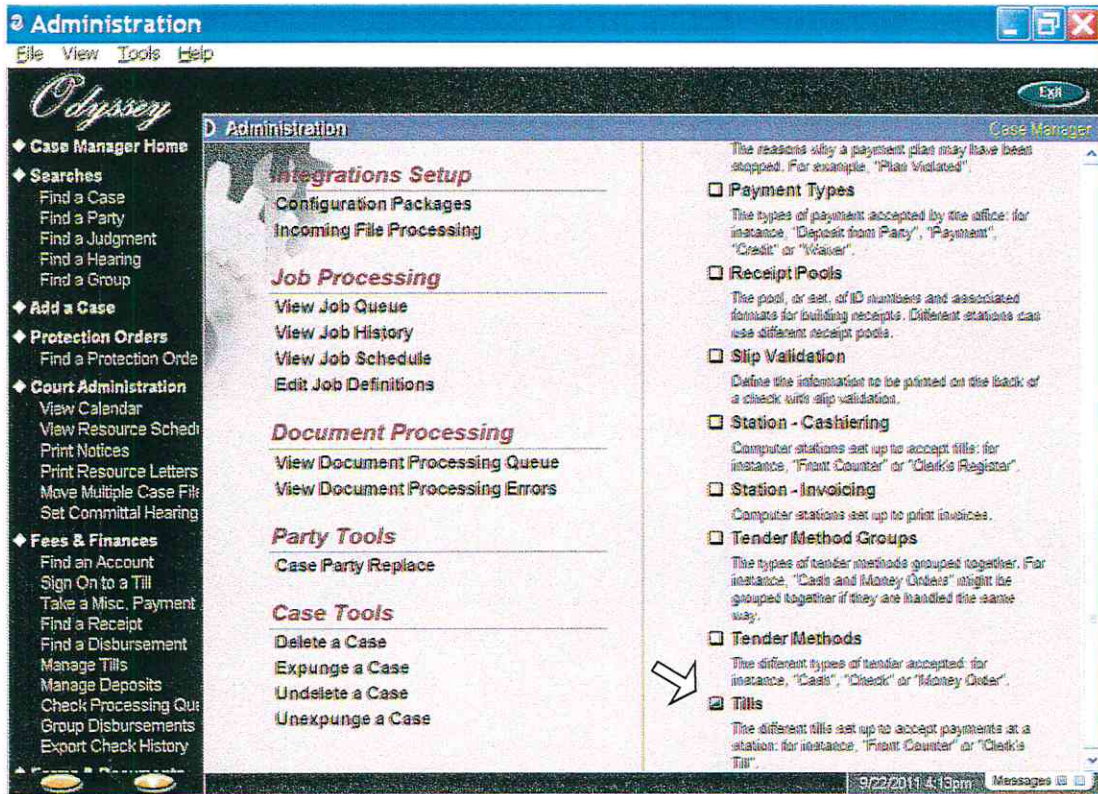 Administration
File View Tools Help
Odyssey
Exit
Administration
Case Manager
Case Manager Home
Searches
Find a Case
Find a Party
Find a Judgment
Find a Hearing
Find a Group
Add a Case
Protection Orders
Find a Protection Orde
Court Administration
View Calendar
View Resource Schedu
Print Notices
Print Resource Letters
Move Multiple Case File
Set Committal Hearing
Fees & Finances
Find an Account
Sign On to a Till
Take a Misc. Payment
Find a Receipt
Find a Disbursement
Manage Tills
Manage Deposits
Check Processing Que
Group Disbursements
Export Check History
Integrations Setup
Configuration Packages
Incoming File Processing
Job Processing
View Job Queue
View Job History
View Job Schedule
Edit Job Definitions
Document Processing
View Document Processing Queue
View Document Processing Errors
Party Tools
Case Party Replace
Case Tools
Delete a Case
Expunge a Case
Undelete a Case
Unexpunge a Case
The reasons why a payment plan may have been
stopped. For example, "Plan Violated".
Payment Types
The types of payment accepted by the office: for
instance, "Deposit from Party", "Payment",
"Credit" or "Waiver".
Receipt Pools
The pool, or set, of ID numbers and associated
formats for building receipts. Different stations can
use different receipt pools.
Slip Validation
Define the information to be printed on the back of
a check with slip validation.
Station - Cashiering
Computer stations set up to accept tills: for
instance, "Front Counter" or "Clerk's Register".
Station - Invoicing
Computer stations set up to print invoices.
Tender Method Groups
The types of tender methods grouped together. For
instance, "Cash and Money Orders" might be
grouped together if they are handled the same
way.
Tender Methods
The different types of tender accepted: for
instance, "Cash", "Check" or "Money Order".
Tills
The different tills set up to accept payments at a
station: for instance, "Front Counter" or "Clerk's
Till".
9/22/2011 4:13pm
Messages